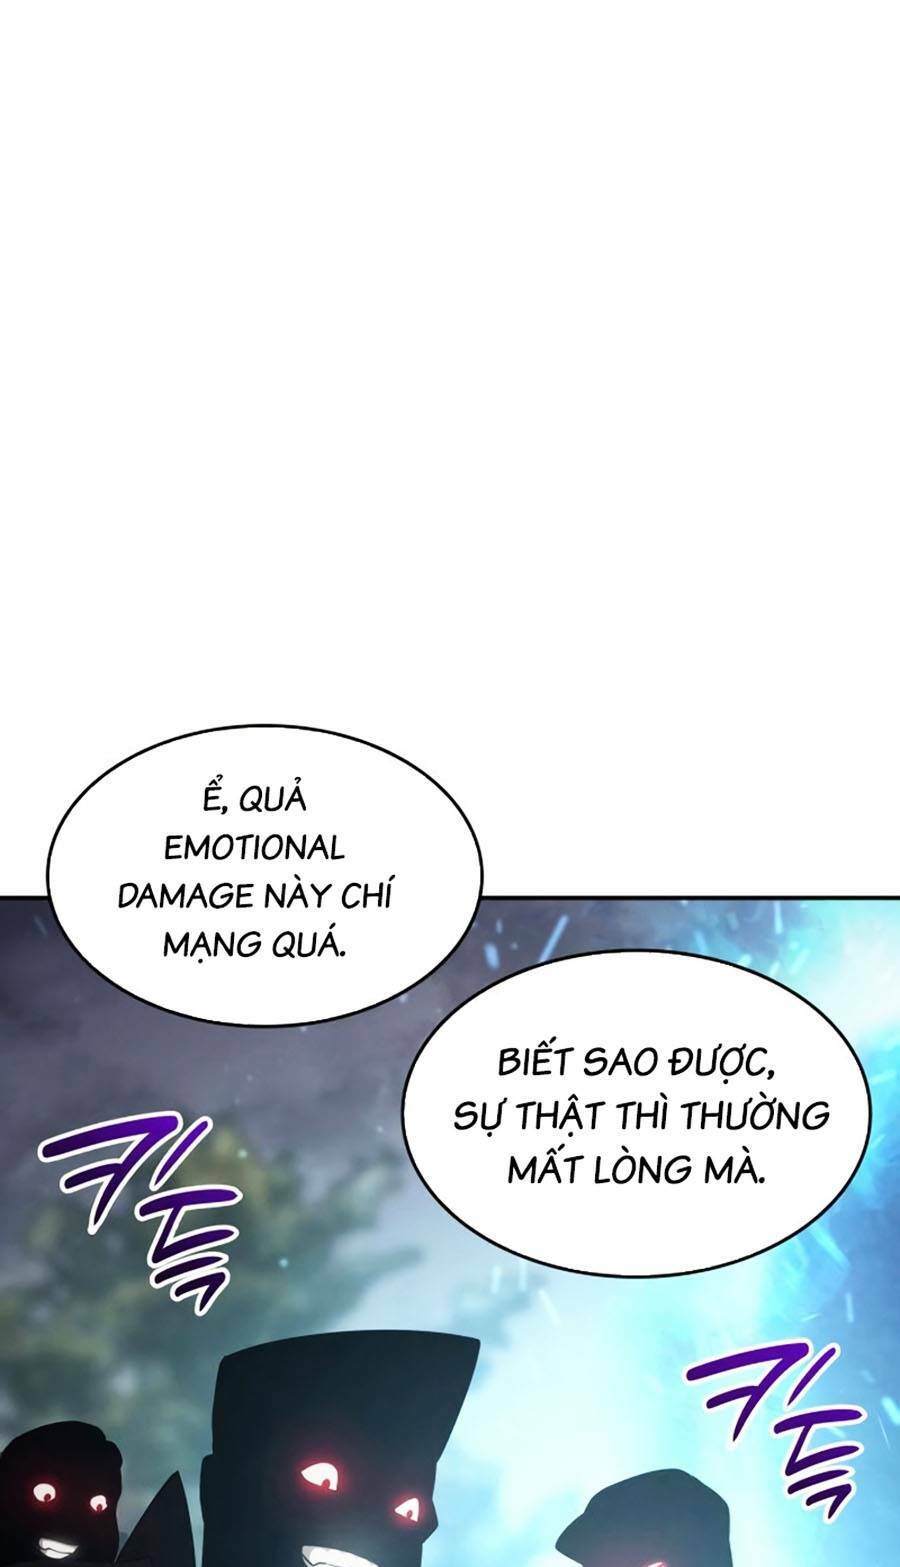 Ể, QUẢ
EMOTIONAL
DAMAGE NÀY CHÍ
MẠNG QUÁ.
BIẾT SAO ĐƯỢC,
SỰ THẬT THÌ THƯỜNG
MẤT LÒNG MÀ.
키득
키득